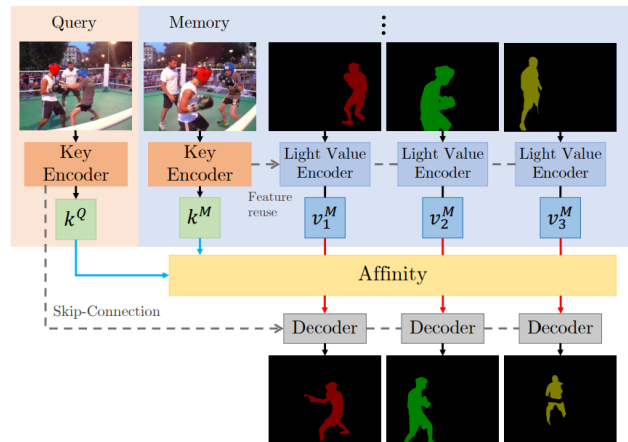 Query
Memory
Key
Encoder
Key
Encoder
Light Value
Encoder
Light Value
Encoder
Light Value
Encoder
Feature
reuse
k^Q
k^M
v_1^M
v_2^M
v_3^M
Affinity
Skip-Connection
Decoder
Decoder
Decoder